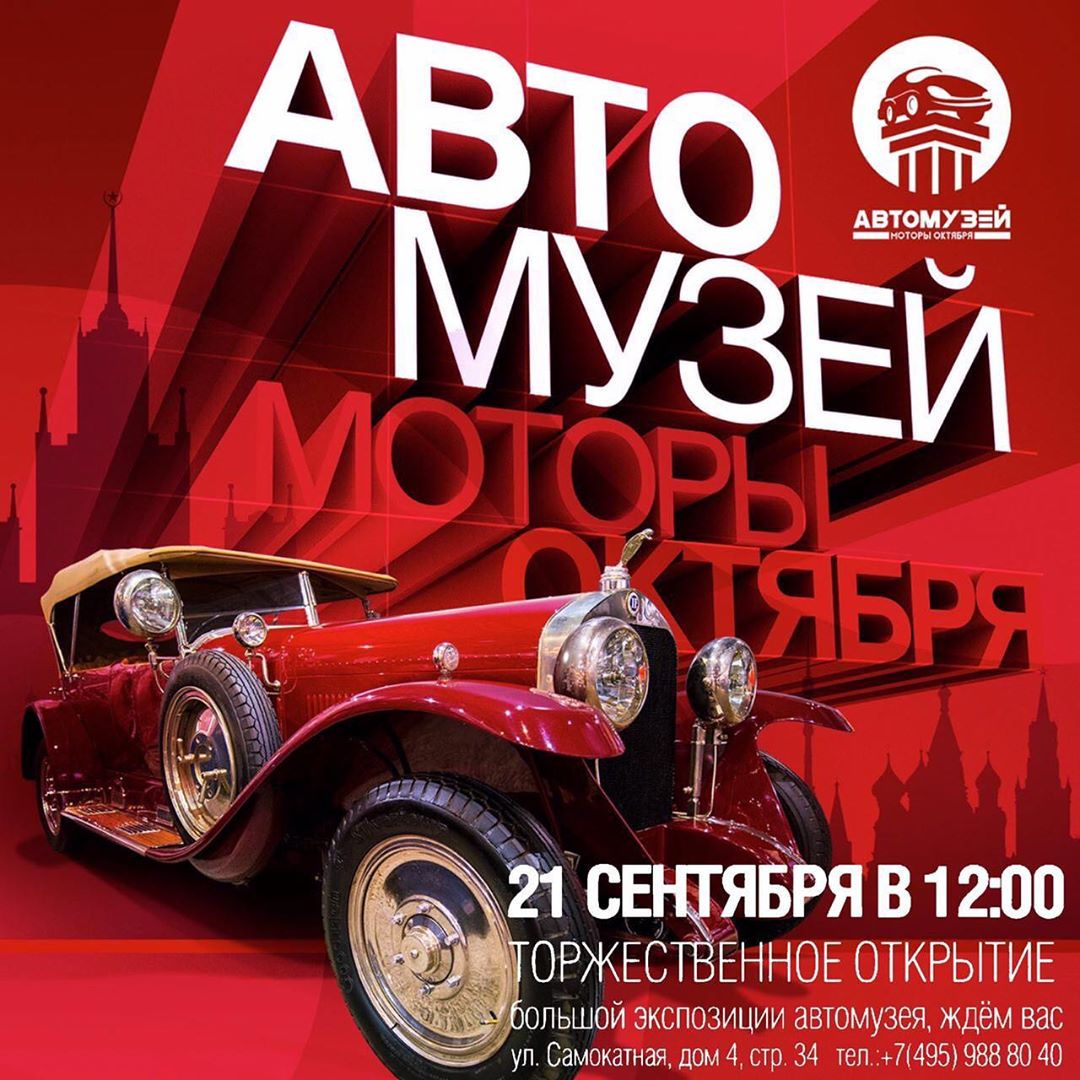 АВТО
МУЗЕЙ
МОТОРЫ
ОКТЯБРЯ
АВТОМУЗЕЙ
МОТОРЫ ОКТЯБРЯ
21 СЕНТЯБРЯ В 12:00
ТОРЖЕСТВЕННОЕ ОТКРЫТИЕ
большой экспозиции автомузея, ждём вас
ул. Самокатная, дом 4, стр. 34 тел.:+7(495) 988 80 40